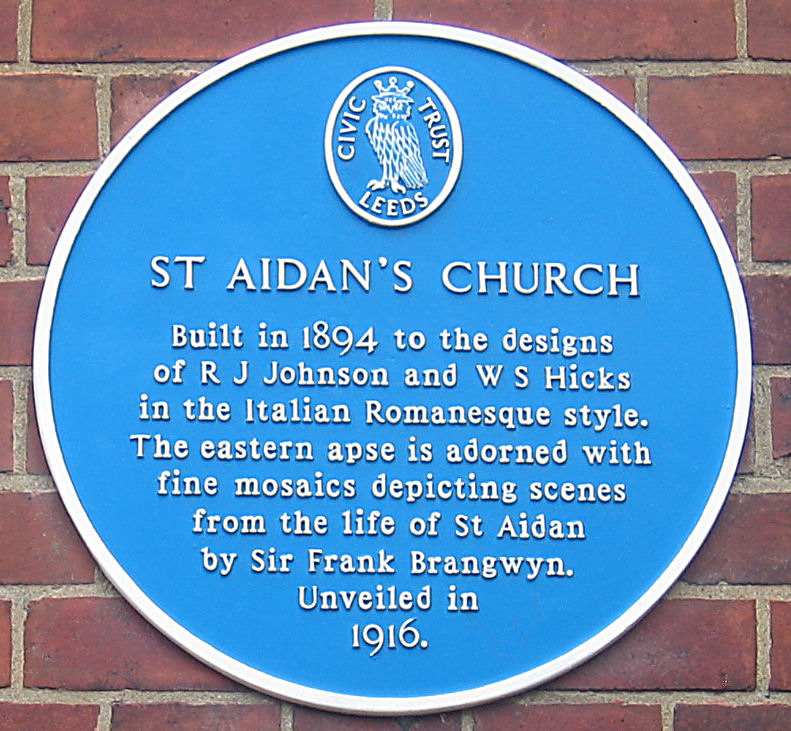 CIVIC TRUST
LEEDS
ST AIDAN'S CHURCH
Built in 1894 to the designs
of R J Johnson and W S Hicks
in the Italian Romanesque style.
The eastern apse is adorned with
fine mosaics depicting scenes
from the life of St Aidan
by Sir Frank Brangwyn.
Unveiled in
1916.